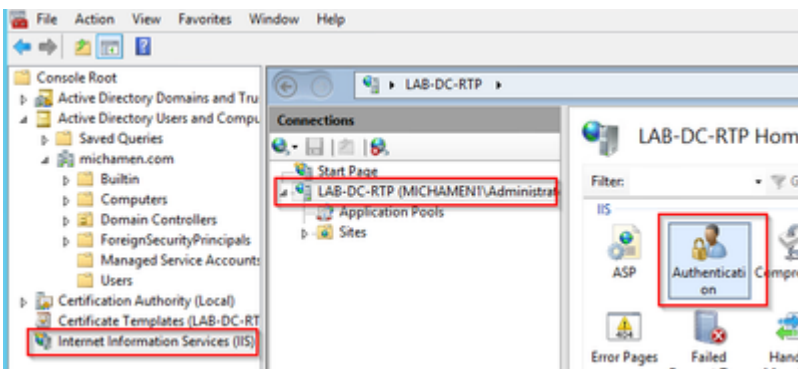 File Action View Favorites Window Help
Console Root
Active Directory Domains and Tru
Active Directory Users and Compu
Saved Queries
michamen.com
Builtin
Computers
Domain Controllers
ForeignSecurityPrincipals
Managed Service Accounts
Users
Certification Authority (Local)
Certificate Templates (LAB-DC-RT
Internet Information Services (IIS)
LAB-DC-RTP
Connections
Start Page
LAB-DC-RTP (MICHAMEN1\Administrat
Application Pools
Sites
LAB-DC-RTP Hom
Filter: G
IIS
ASP
Authenticati
on
Compre
404
Error Pages
Failed
Hand